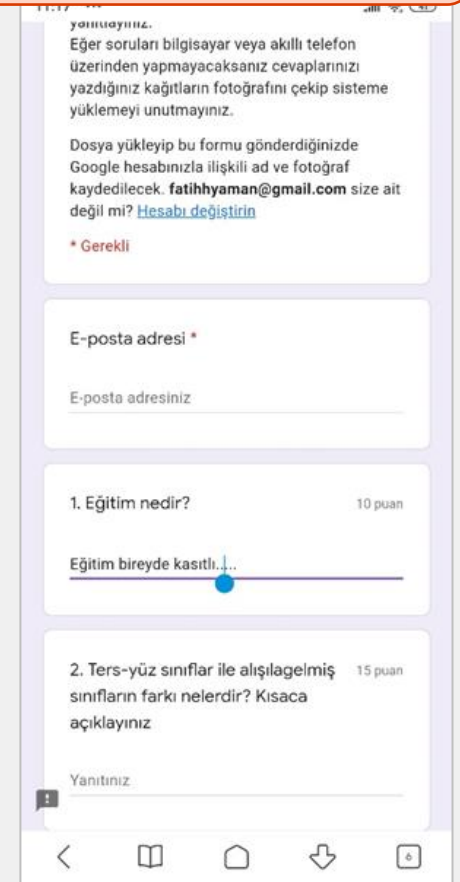 Eğer soruları bilgisayar veya akıllı telefon
üzerinden yapmayacaksanız cevaplarınızı
yazdığınız kağıtların fotoğrafını çekip sisteme
yüklemeyi unutmayınız.
Dosya yükleyip bu formu gönderdiğinizde
Google hesabınızla ilişkili ad ve fotoğraf
kaydedilecek. fatihhyaman@gmail.com size ait
değil mi? Hesabı değiştirin
* Gerekli
E-posta adresi *
E-posta adresiniz
1. Eğitim nedir? 10 puan
Eğitim bireyde kasıtlı.....
2. Ters-yüz sınıflar ile alışılagelmiş 15 puan
sınıfların farkı nelerdir? Kısaca
açıklayınız
Yanıtınız
6